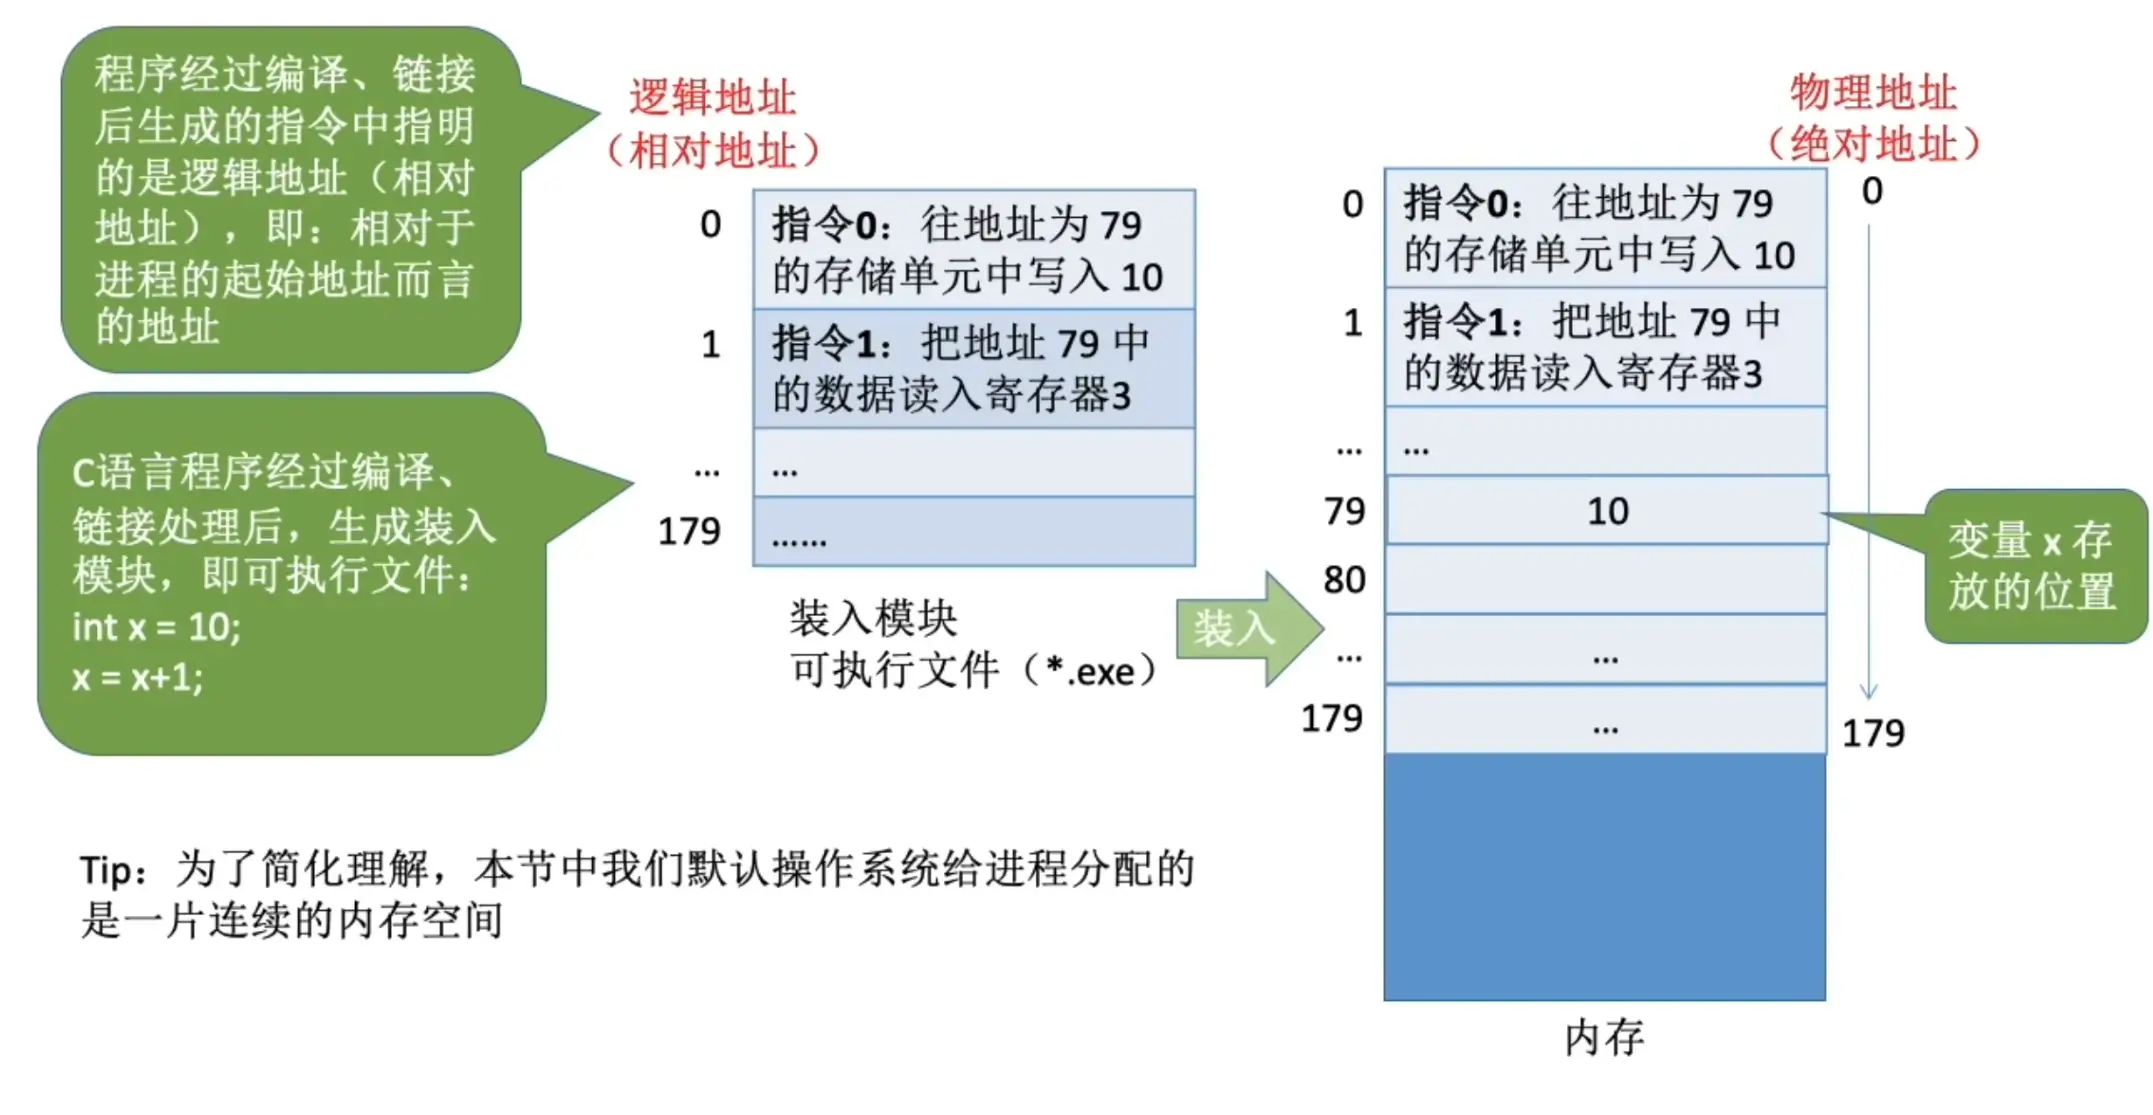 程序经过编译、链接
后生成的指令中指明
的是逻辑地址（相对
地址），即：相对于
进程的起始地址而言
的地址
C语言程序经过编译、
链接处理后，生成装入
模块，即可执行文件：
int x = 10;
x = x+1;
逻辑地址
（相对地址）
0
指令0：往地址为 79
的存储单元中写入 10
1
指令1：把地址 79 中
的数据读入寄存器3
...
...
179
......
装入模块
可执行文件（*.exe）
装入
物理地址
（绝对地址）
0
指令0：往地址为 79
的存储单元中写入 10
0
1
指令1：把地址 79 中
的数据读入寄存器3
...
...
79
10
变量 x 存
放的位置
80
...
...
179
...
179
内存
Tip：为了简化理解，本节中我们默认操作系统给进程分配的
是一片连续的内存空间